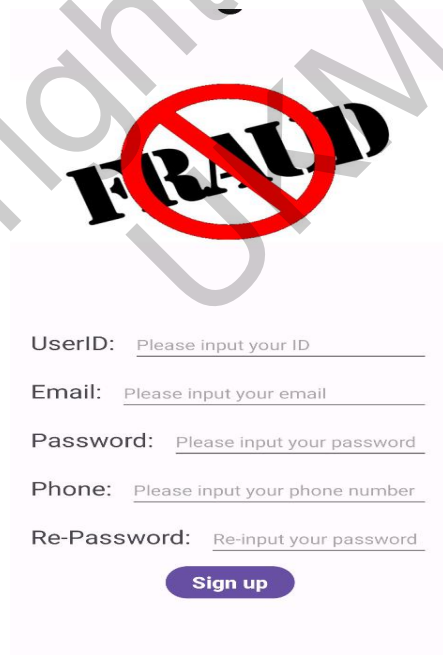 FRAUD
UserID: Please input your ID
Email: Please input your email
Password: Please input your password
Phone: Please input your phone number
Re-Password: Re-input your password
Sign up